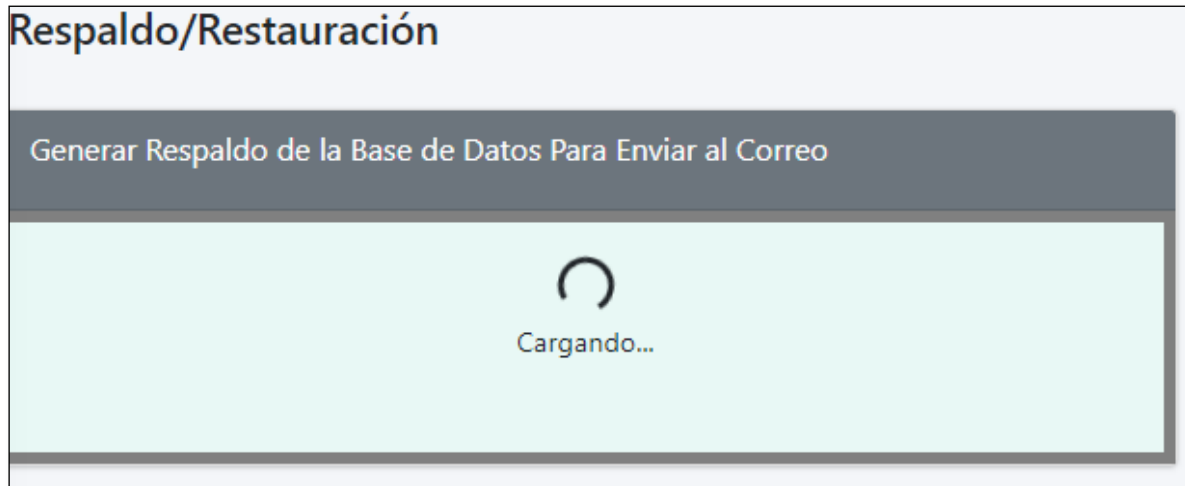 Respaldo/Restauración
Generar Respaldo de la Base de Datos Para Enviar al Correo
Cargando...